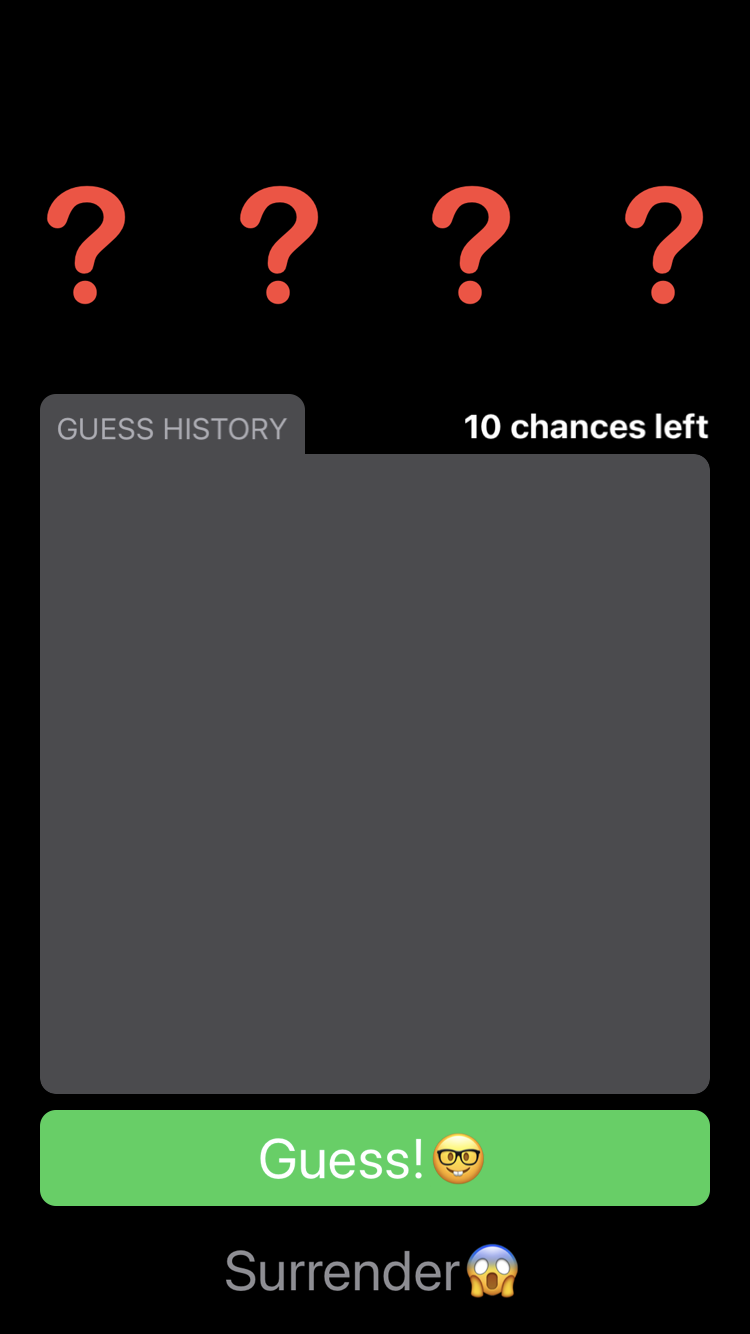 ❓ ❓ ❓ ❓
GUESS HISTORY
10 chances left
Guess!🤓
Surrender😱